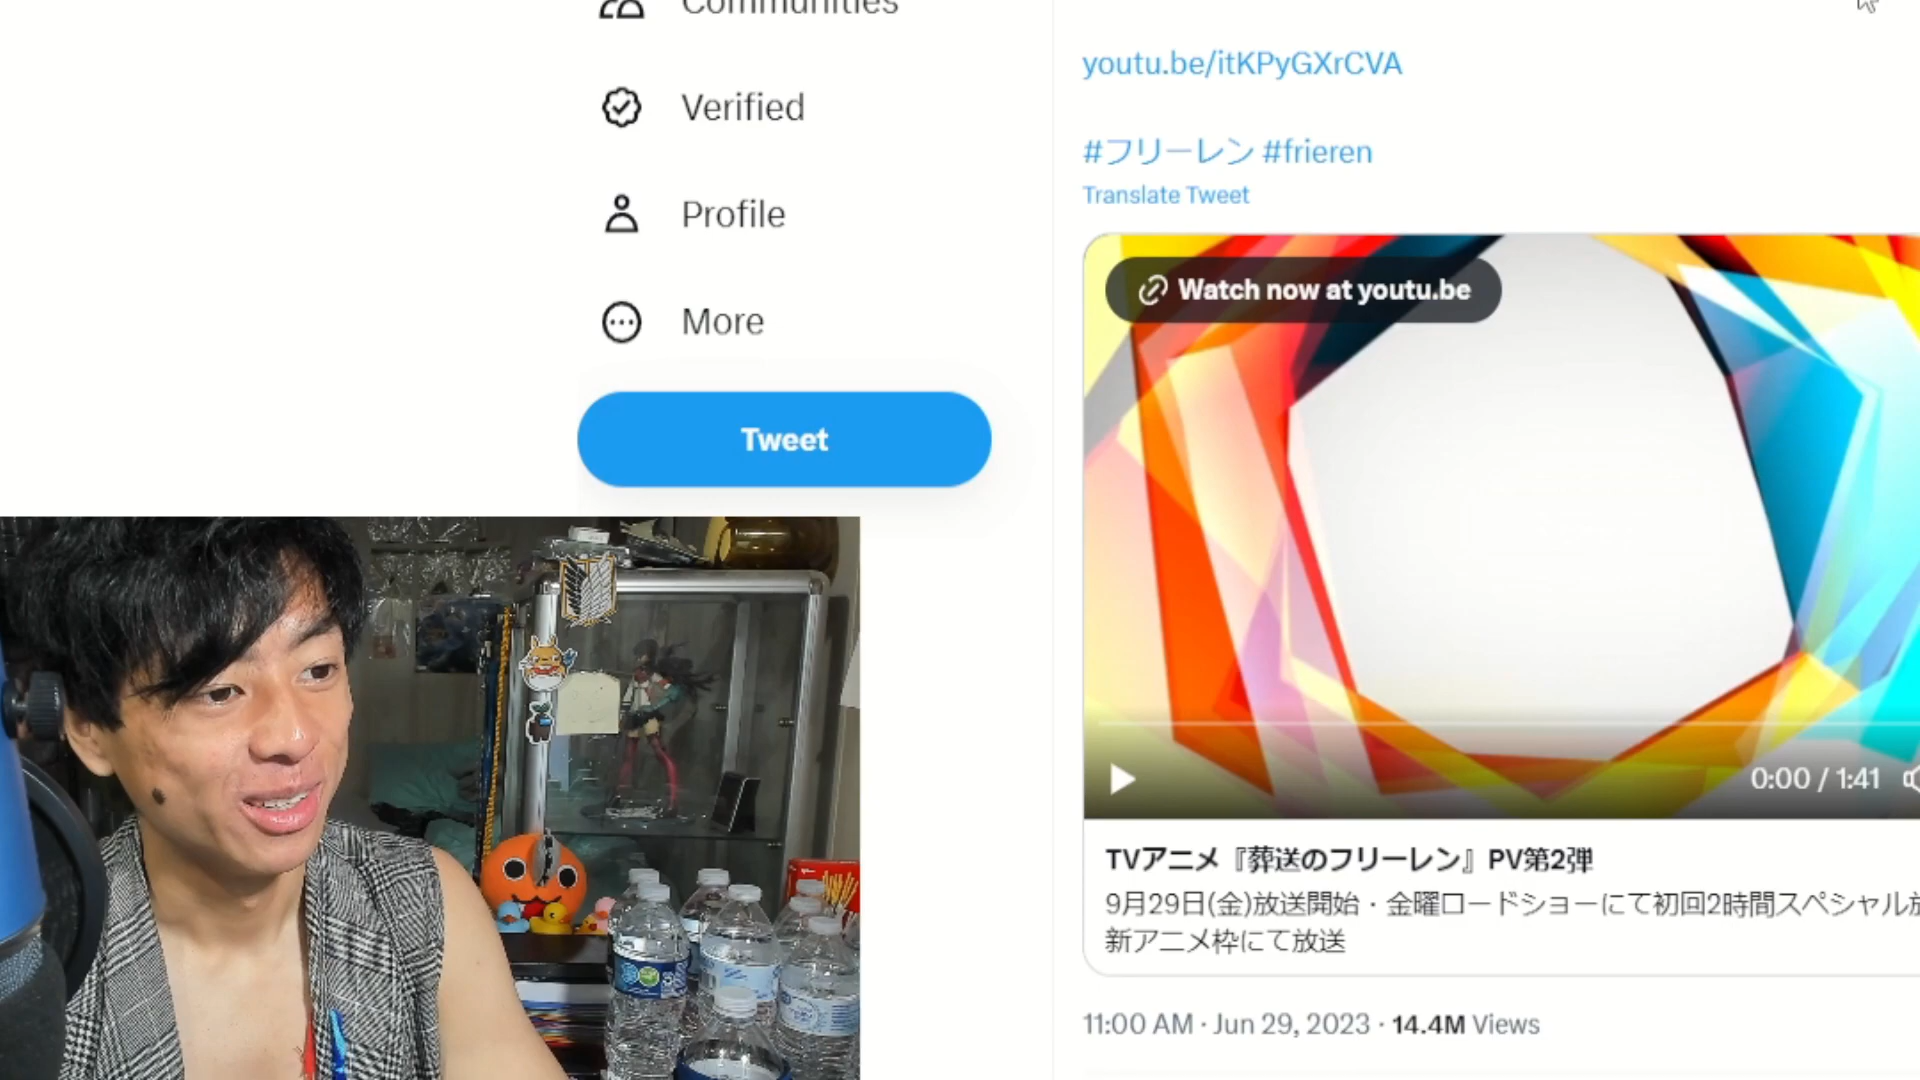 Communities
Verified
Profile
More
Tweet
youtu.be/itKPyGXrCVA
#フリーレン #frieren
Translate Tweet
Watch now at youtu.be
0:00 / 1:41
TVアニメ『葬送のフリーレン』PV第2弾
9月29日(金)放送開始・金曜ロードショーにて初回2時間スペシャル
新アニメ枠にて放送
11:00 AM · Jun 29, 2023 · 14.4M Views